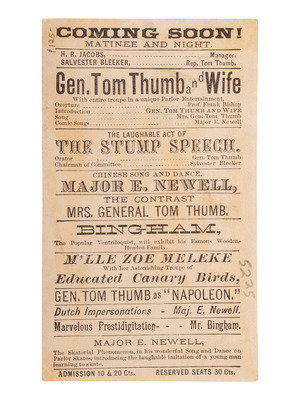 COMING SOON!
MATINEE AND NIGHT.
H. R. JACOBS, Manager.
SALVESTER BLEEKER, Rep. Tom Thumb.
Gen. Tom Thumb and Wife
With entire troupe in a unique Parlor Entertainment.
Overture Prof. Frank Bishop
Introduction GEN. TOM THUMB AND WIFE
Song Mrs. Gen. Tom Thumb
Comic Songs Major E. Newell
THE LAUGHABLE ACT OF
THE STUMP SPEECH,
Orator Gen. Tom Thumb
Chairman of Committee Sylvester Bleeker
CHINESE SONG AND DANCE.
MAJOR E. NEWELL,
THE CONTRAST
MRS. GENERAL TOM THUMB.
BINGHAM,
The Popular Ventriloquist, will exhibit his Famous Wooden-
Headed Family.
M'LLE ZOE MELEKE
With her Astonishing Troupe of
Educated Canary Birds,
GEN. TOM THUMB as "NAPOLEON."
Dutch Impersonations - Maj. E. Newell.
Marvelous Prestidigitation - - - Mr. Bingham.
MAJOR E. NEWELL,
The Skatorial Phenomenon, in his wonderful Song and Dance on
Parlor Skates, introducing the laughable imitation of a young man
learning to skate.
ADMISSION 10 & 20 Cts. RESERVED SEATS 30 Cts.